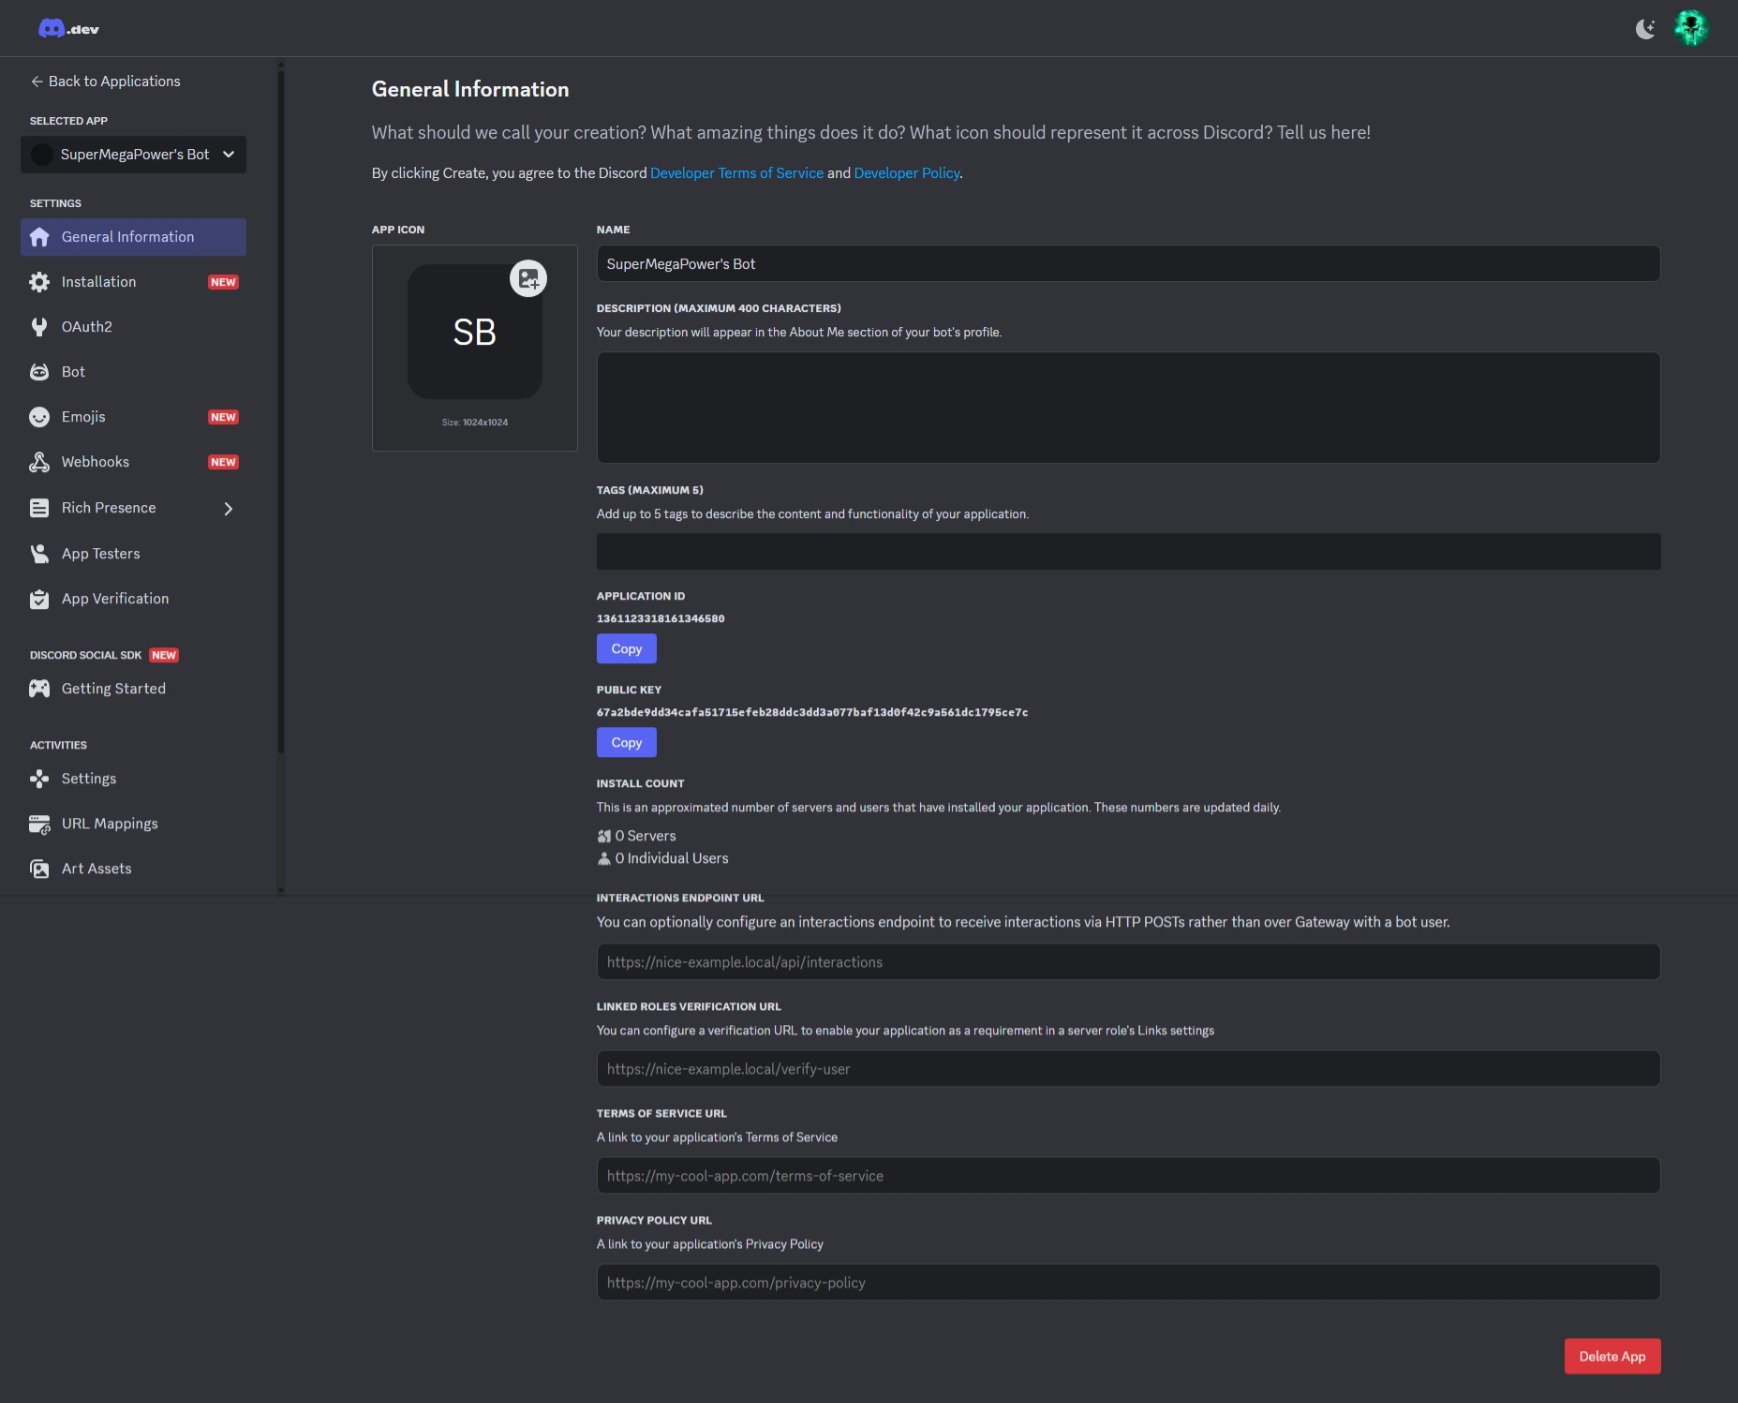 .dev
← Back to Applications
SELECTED APP
SuperMegaPower's Bot
SETTINGS
General Information
Installation NEW
OAuth2
Bot
Emojis NEW
Webhooks NEW
Rich Presence
App Testers
App Verification
DISCORD SOCIAL SDK NEW
Getting Started
ACTIVITIES
Settings
URL Mappings
Art Assets
General Information
What should we call your creation? What amazing things does it do? What icon should represent it across Discord? Tell us here!
By clicking Create, you agree to the Discord Developer Terms of Service and Developer Policy.
APP ICON
SB
Size: 1024x1024
NAME
SuperMegaPower's Bot
DESCRIPTION (MAXIMUM 400 CHARACTERS)
Your description will appear in the About Me section of your bot's profile.
TAGS (MAXIMUM 5)
Add up to 5 tags to describe the content and functionality of your application.
APPLICATION ID
1361123318161346580
Copy
PUBLIC KEY
67a2bde9dd34cafa51715efeb28ddc3dd3a077baf13d0f42c9a561dc1795ce7c
Copy
INSTALL COUNT
This is an approximated number of servers and users that have installed your application. These numbers are updated daily.
0 Servers
0 Individual Users
INTERACTIONS ENDPOINT URL
You can optionally configure an interactions endpoint to receive interactions via HTTP POSTs rather than over Gateway with a bot user.
https://nice-example.local/api/interactions
LINKED ROLES VERIFICATION URL
You can configure a verification URL to enable your application as a requirement in a server role's Links settings
https://nice-example.local/verify-user
TERMS OF SERVICE URL
A link to your application's Terms of Service
https://my-cool-app.com/terms-of-service
PRIVACY POLICY URL
A link to your application's Privacy Policy
https://my-cool-app.com/privacy-policy
Delete App